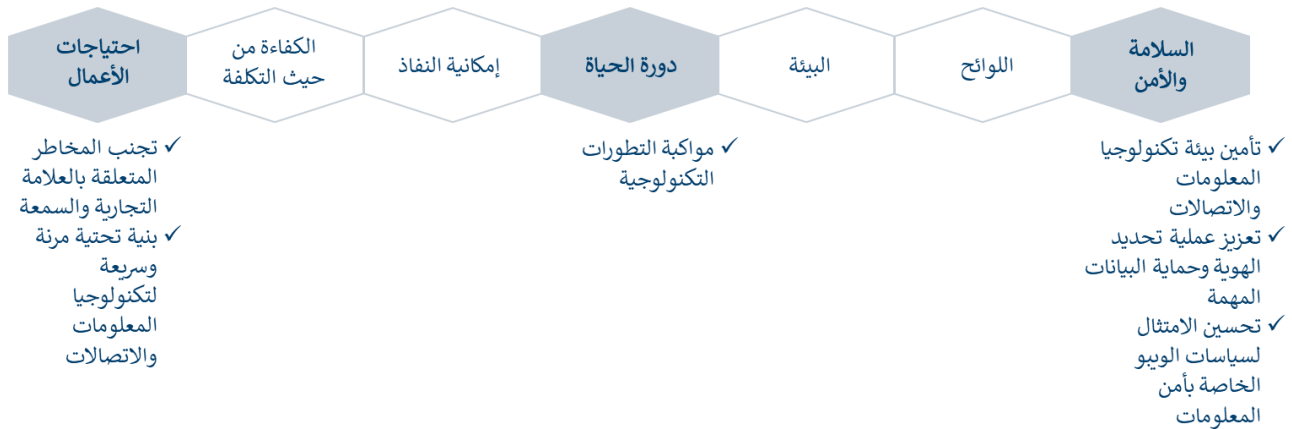 السلامة
والأمن
اللوائح
البيئة
دورة الحياة
إمكانية النفاذ
الكفاءة من
حيث التكلفة
احتياجات
الأعمال
✓ تأمين بيئة تكنولوجيا
المعلومات
والاتصالات
✓ تعزيز عملية تحديد
الهوية وحماية البيانات
المهمة
✓ تحسين الامتثال
لسياسات الويبو
الخاصة بأمن
المعلومات
✓ مواكبة التطورات
التكنولوجية
✓ تجنب المخاطر
المتعلقة بالعلامة
التجارية والسمعة
✓ بنية تحتية مرنة
وسريعة
لتكنولوجيا
المعلومات
والاتصالات